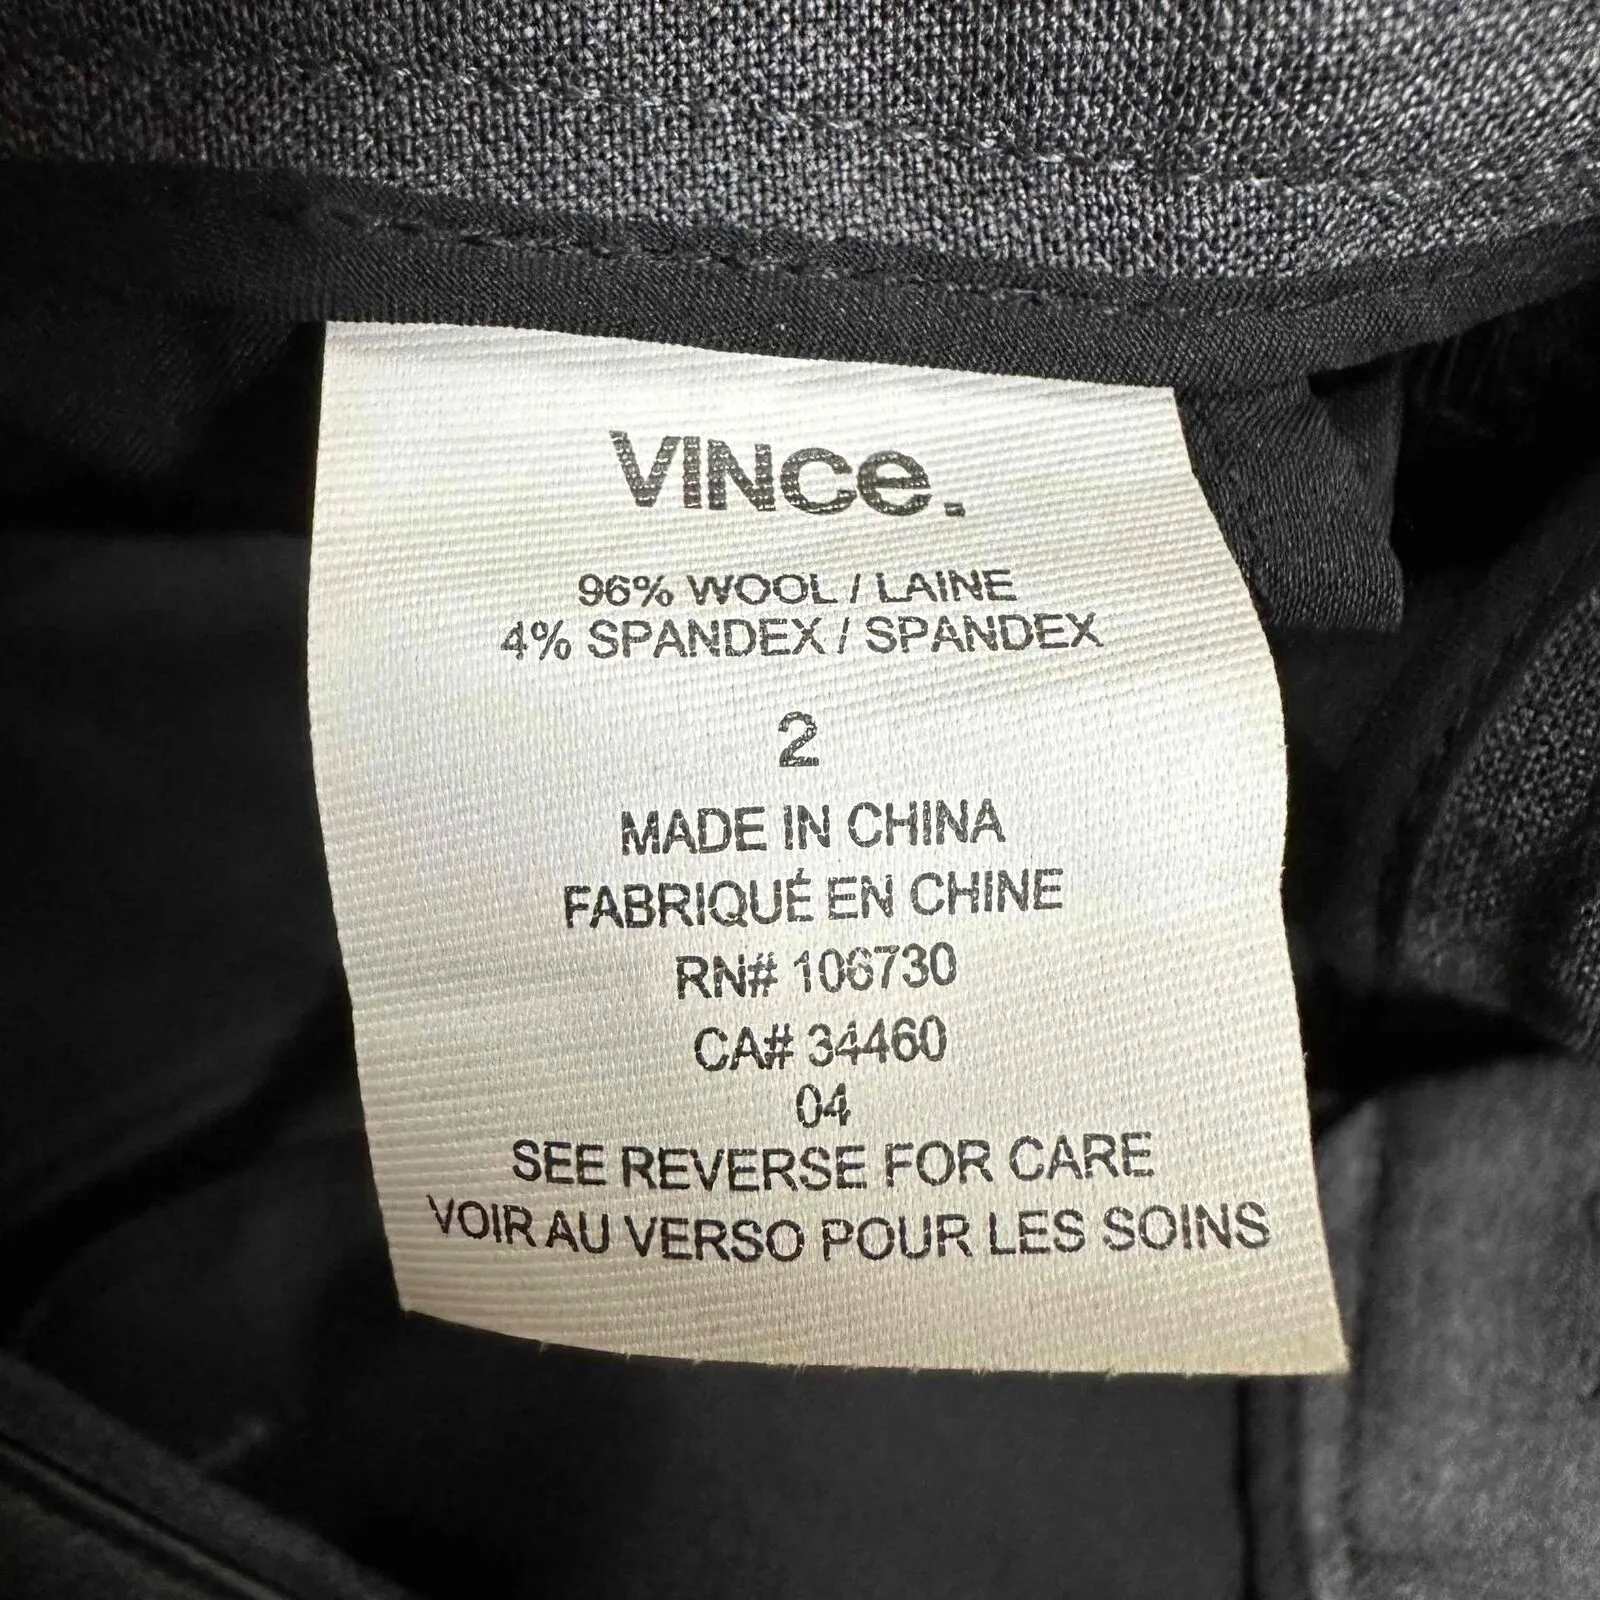 VINCe.
96% WOOL / LAINE
4% SPANDEX / SPANDEX
2
MADE IN CHINA
FABRIQUÉ EN CHINE
RN# 106730
CA# 34460
04
SEE REVERSE FOR CARE
VOIR AU VERSO POUR LES SOINS